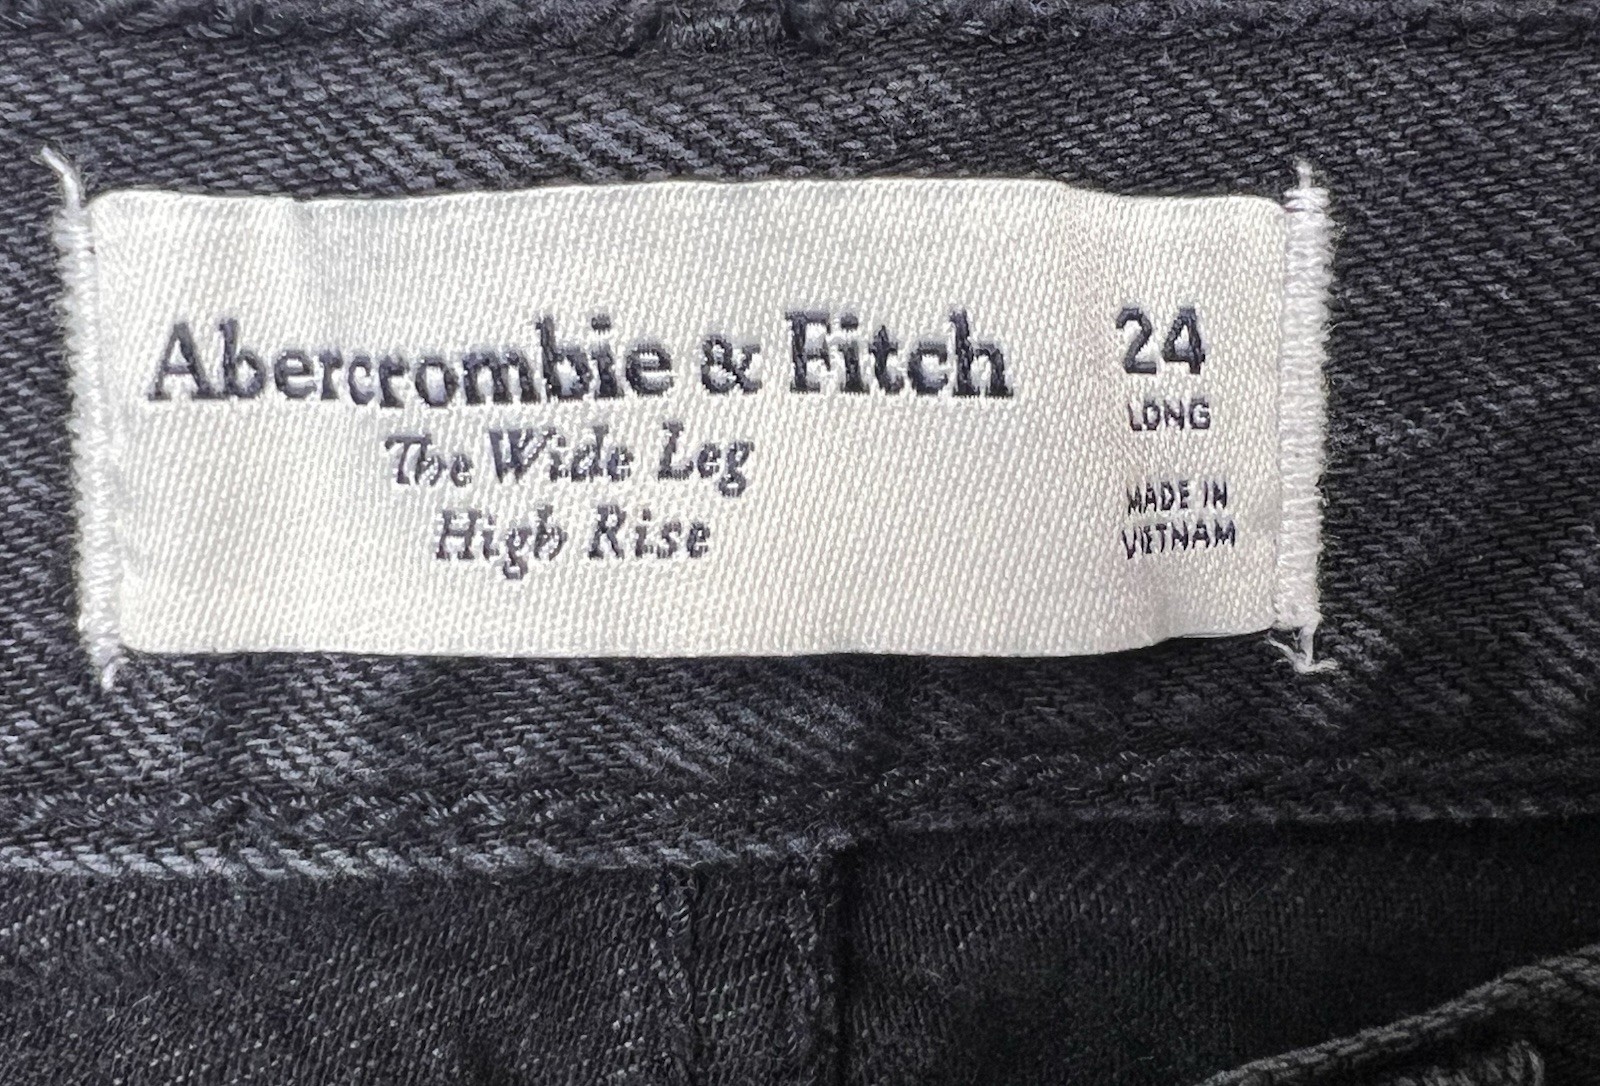 Abercrombie & Fitch
The Wide Leg
High Rise
24
LONG
MADE IN
VIETNAM